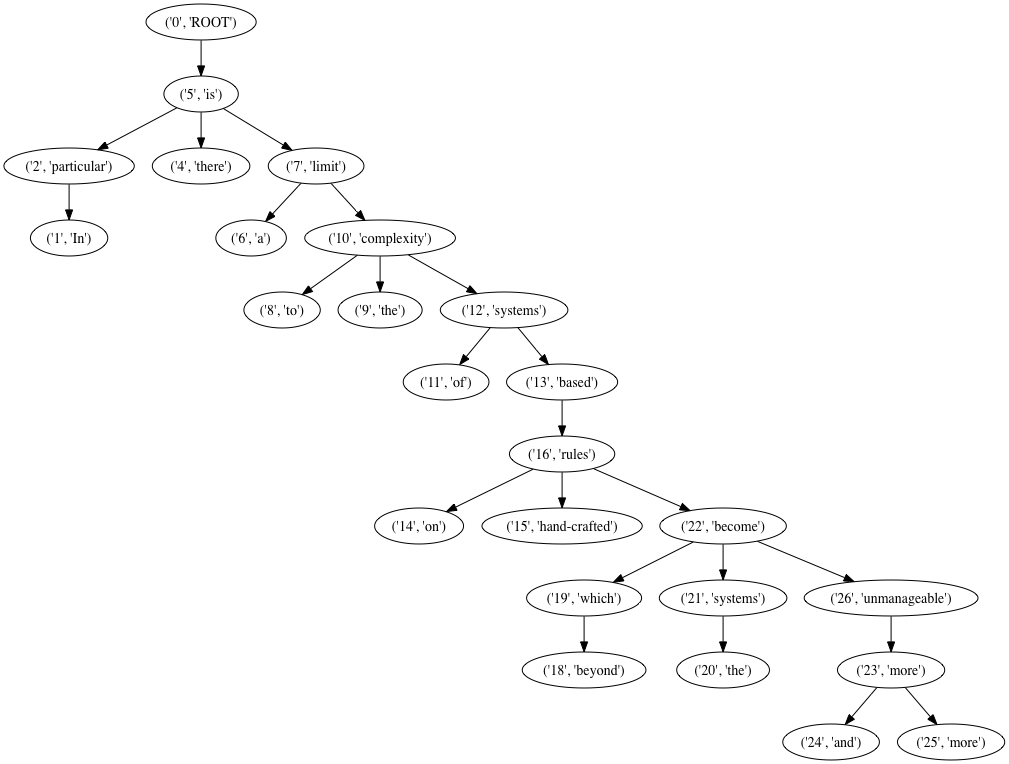 ('0', 'ROOT')
('5', 'is')
('2', 'particular') ('4', 'there') ('7', 'limit')
('1', 'In') ('6', 'a') ('10', 'complexity')
('8', 'to') ('9', 'the') ('12', 'systems')
('11', 'of') ('13', 'based')
('16', 'rules')
('14', 'on') ('15', 'hand-crafted') ('22', 'become')
('19', 'which') ('21', 'systems') ('26', 'unmanageable')
('18', 'beyond') ('20', 'the') ('23', 'more')
('24', 'and') ('25', 'more')